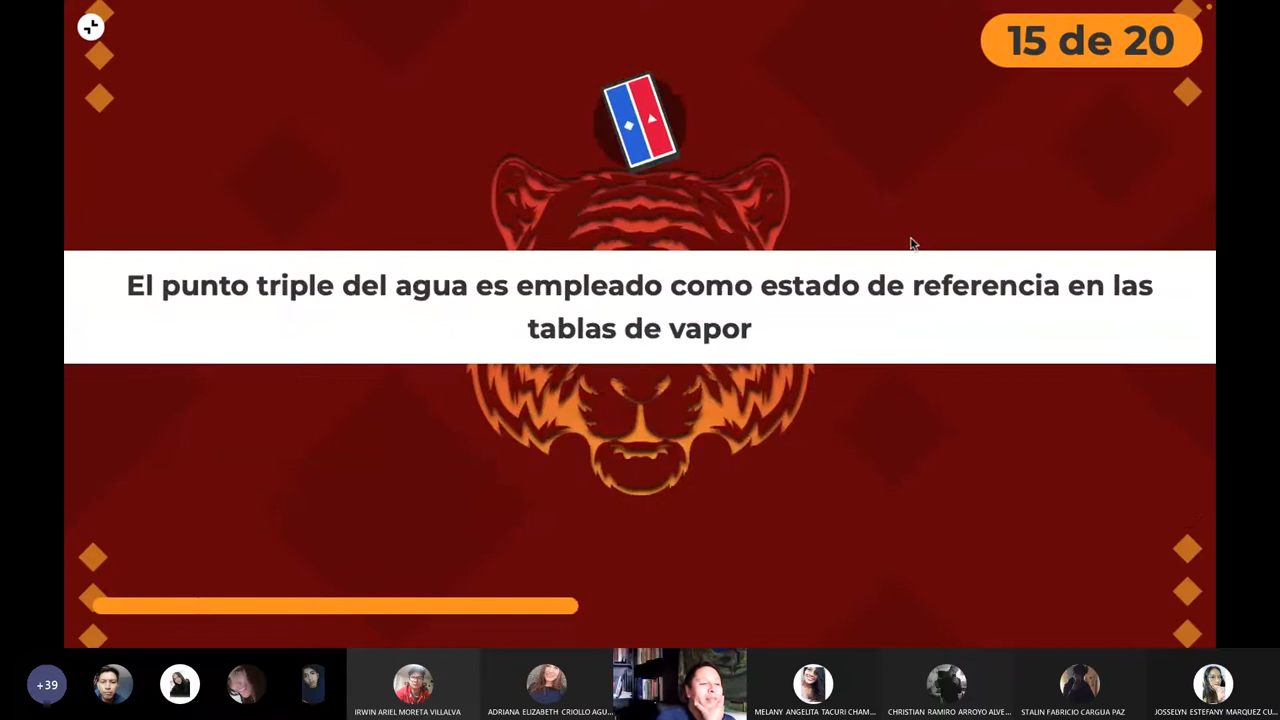 15 de 20
El punto triple del agua es empleado como estado de referencia en las
tablas de vapor
+39
IRWIN ARIEL MORETA VILLALVA
ADRIANA ELIZABETH CRIOLLO AGU...
MELANY ANGELITA TACURI CHAM...
CHRISTIAN RAMIRO ARROYO ALVE...
STALIN FABRICIO CARGUA PAZ
JOSSELYN ESTEFANY MARQUEZ CU...